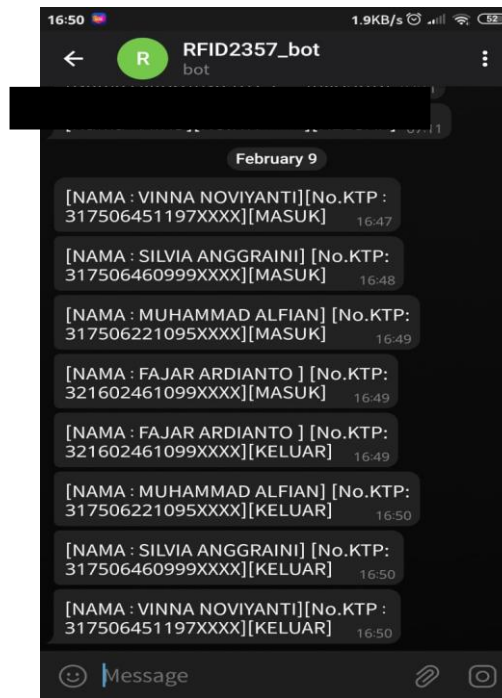 16:50 1.9KB/s 52
R RFID2357_bot
bot
07:11
February 9
[NAMA : VINNA NOVIYANTI][No.KTP :
317506451197XXXX][MASUK] 16:47
[NAMA : SILVIA ANGGRAINI] [No.KTP:
317506460999XXXX][MASUK] 16:48
[NAMA : MUHAMMAD ALFIAN] [No.KTP:
317506221095XXXX][MASUK] 16:49
[NAMA : FAJAR ARDIANTO ] [No.KTP:
321602461099XXXX][MASUK] 16:49
[NAMA : FAJAR ARDIANTO ] [No.KTP:
321602461099XXXX][KELUAR] 16:49
[NAMA : MUHAMMAD ALFIAN] [No.KTP:
317506221095XXXX][KELUAR] 16:50
[NAMA : SILVIA ANGGRAINI] [No.KTP:
317506460999XXXX][KELUAR] 16:50
[NAMA : VINNA NOVIYANTI][No.KTP :
317506451197XXXX][KELUAR] 16:50
Message